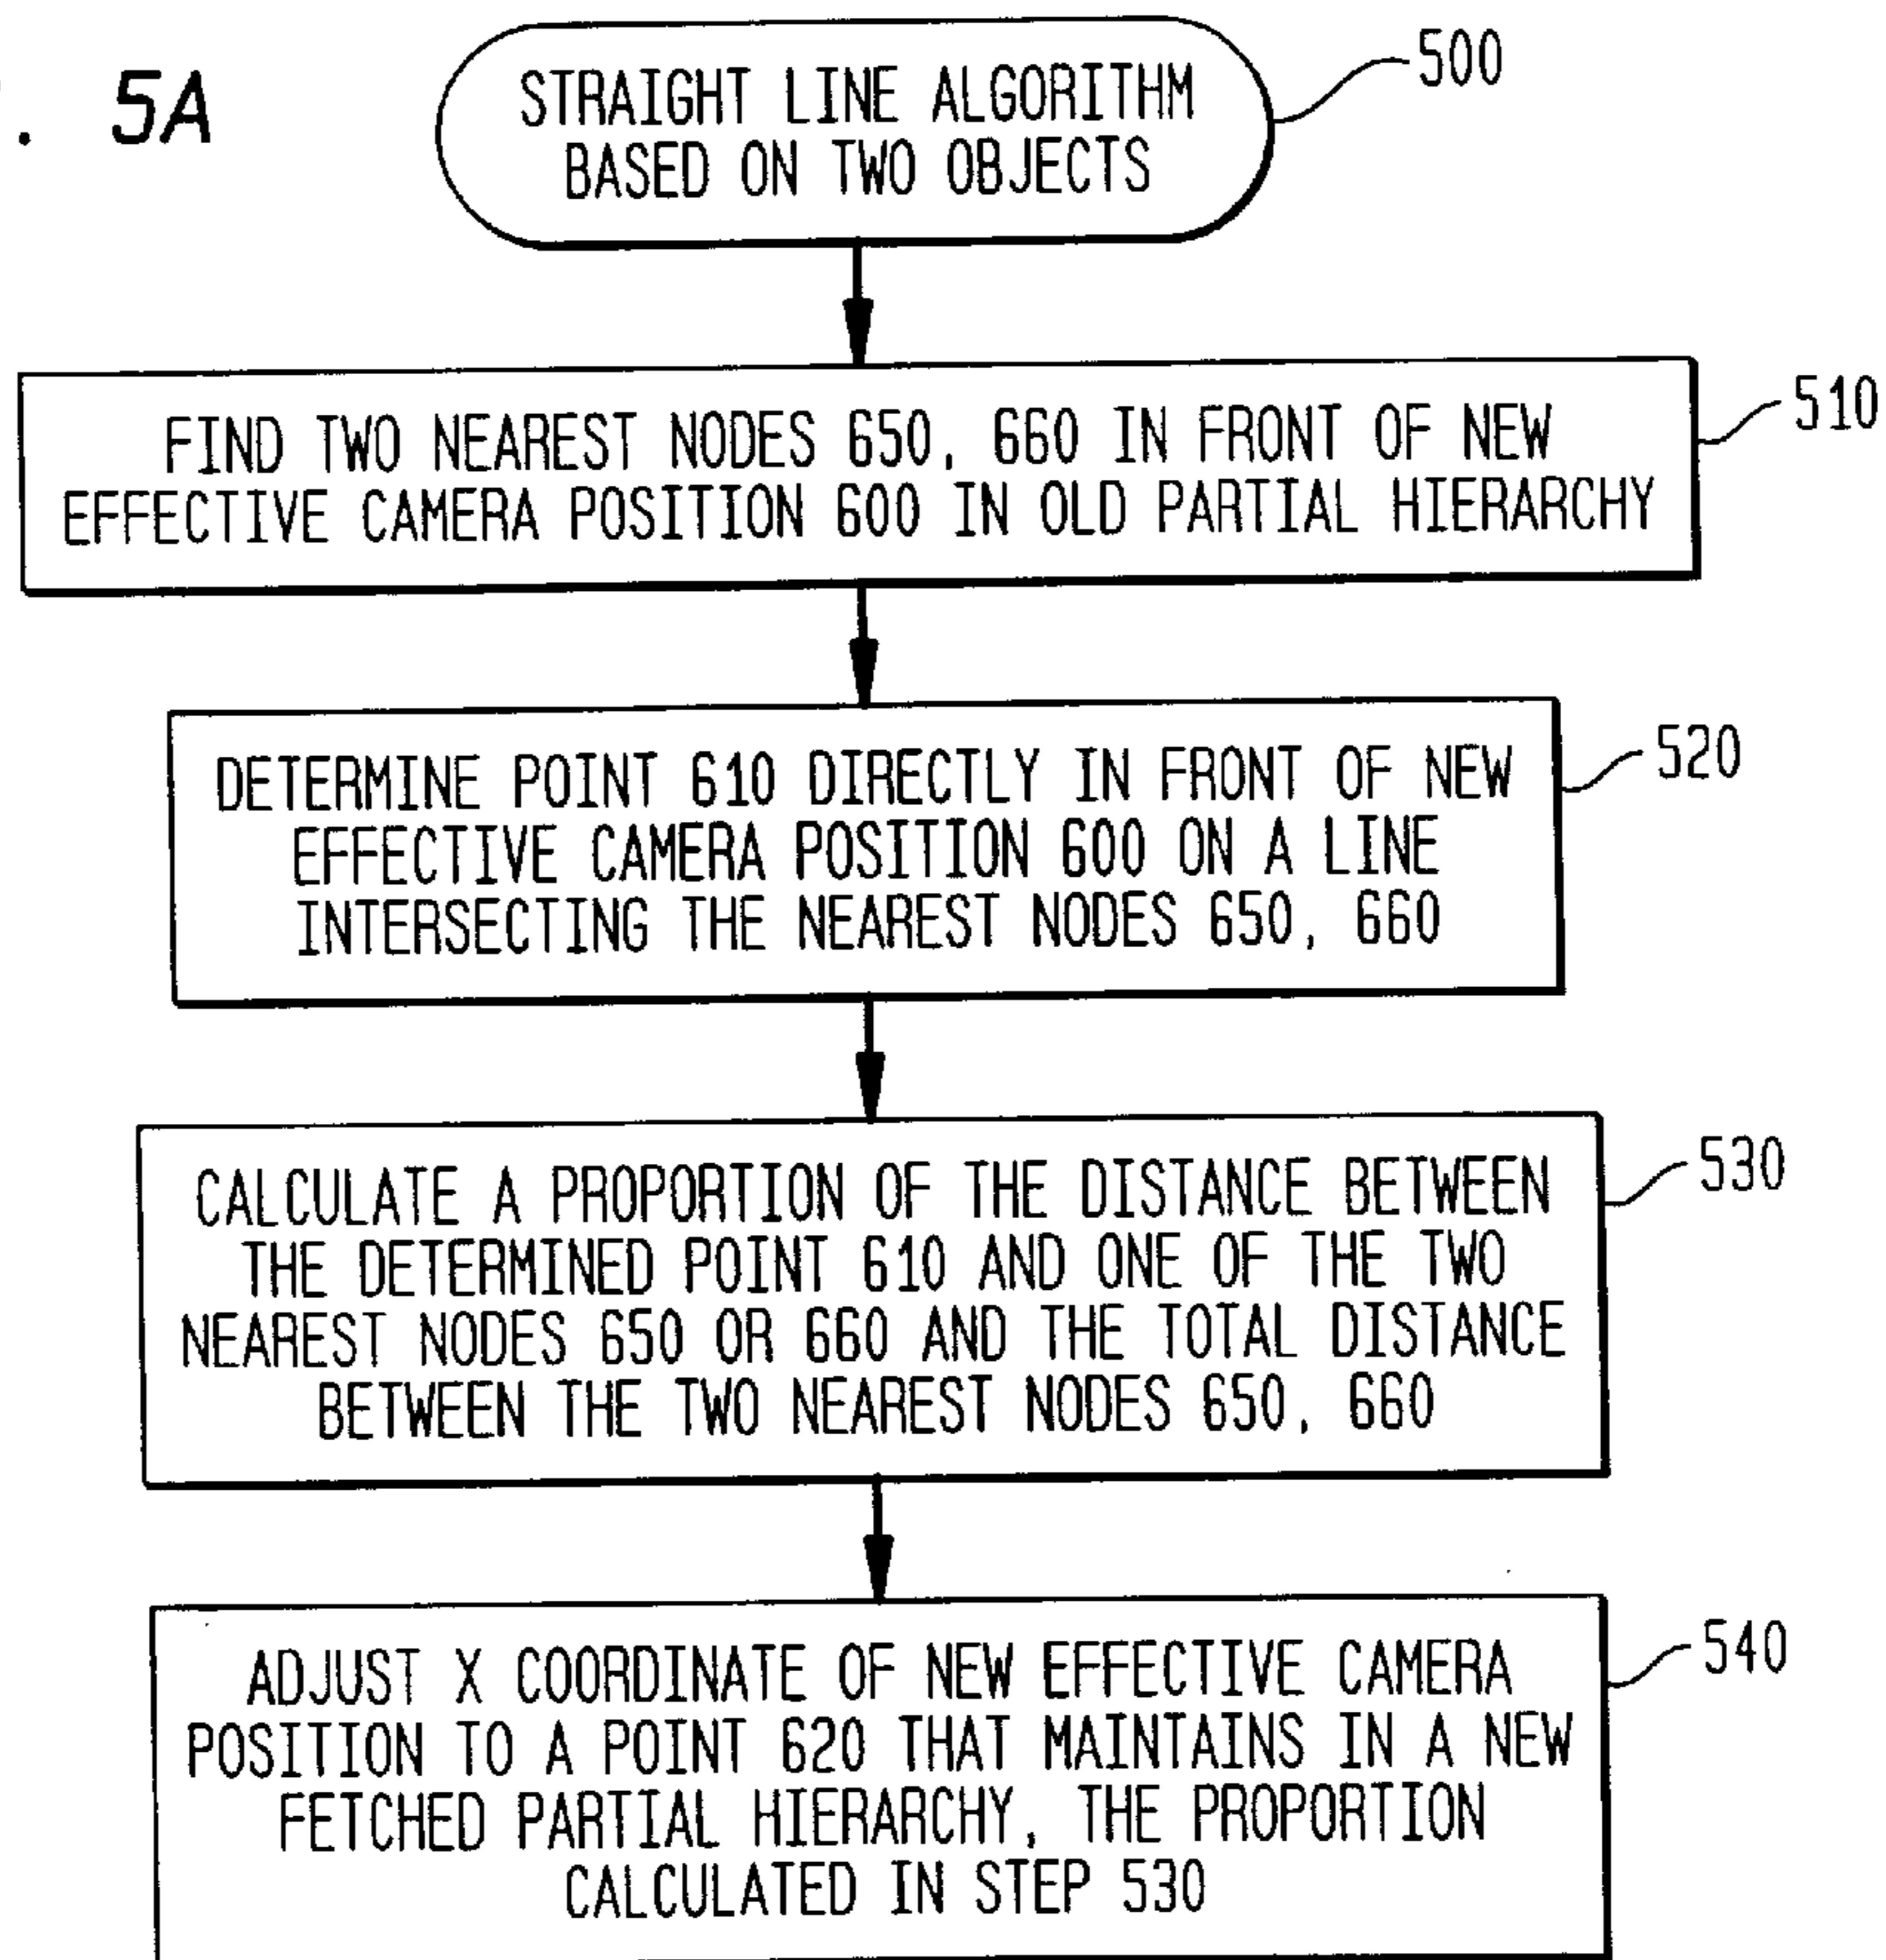 . 5A
STRAIGHT LINE ALGORITHM
BASED ON TWO OBJECTS
500
FIND TWO NEAREST NODES 650, 660 IN FRONT OF NEW
EFFECTIVE CAMERA POSITION 600 IN OLD PARTIAL HIERARCHY
510
DETERMINE POINT 610 DIRECTLY IN FRONT OF NEW
EFFECTIVE CAMERA POSITION 600 ON A LINE
INTERSECTING THE NEAREST NODES 650, 660
520
CALCULATE A PROPORTION OF THE DISTANCE BETWEEN
THE DETERMINED POINT 610 AND ONE OF THE TWO
NEAREST NODES 650 OR 660 AND THE TOTAL DISTANCE
BETWEEN THE TWO NEAREST NODES 650, 660
530
ADJUST X COORDINATE OF NEW EFFECTIVE CAMERA
POSITION TO A POINT 620 THAT MAINTAINS IN A NEW
FETCHED PARTIAL HIERARCHY, THE PROPORTION
CALCULATED IN STEP 530
540